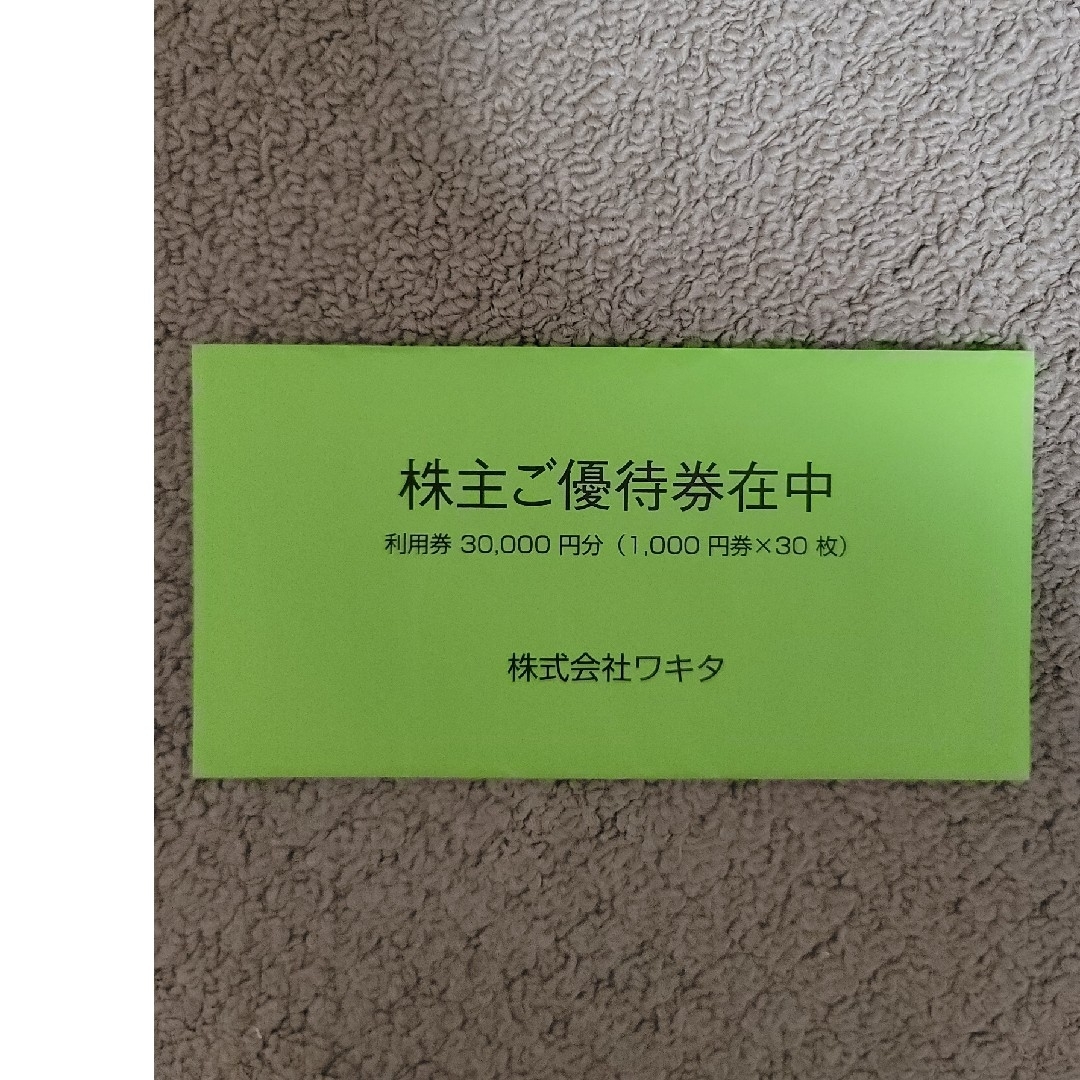 株主ご優待券在中
利用券 30,000 円分（1,000 円券×30 枚）
株式会社ワキタ